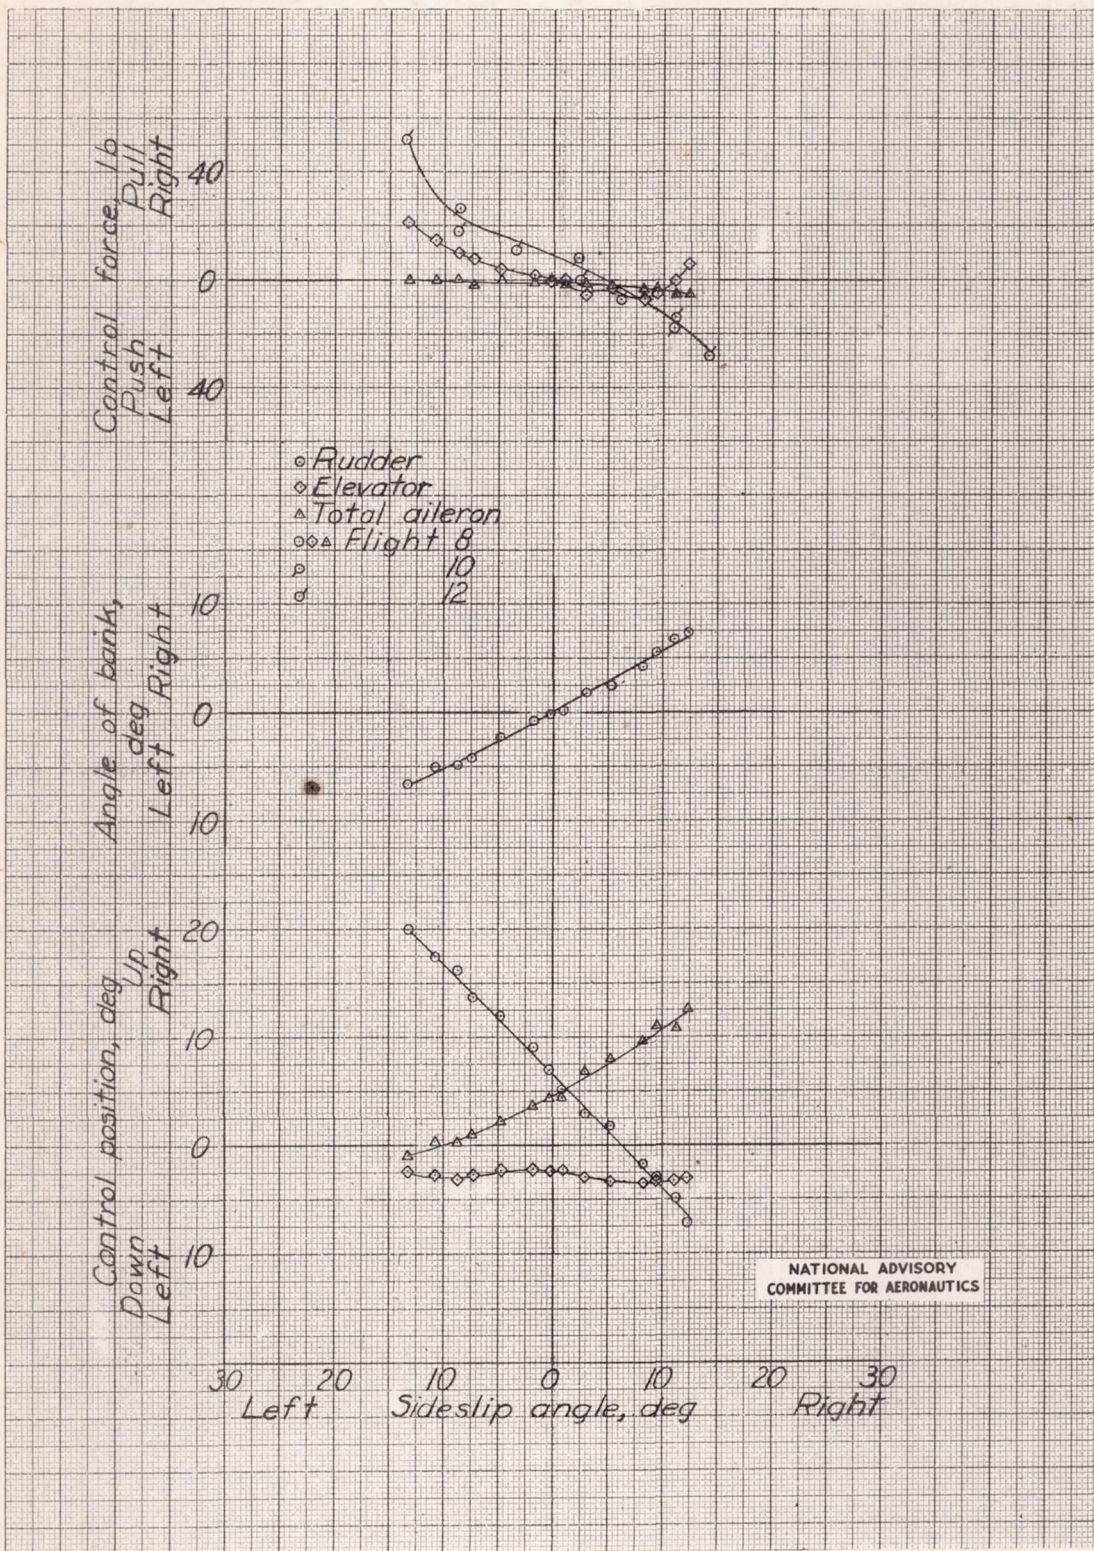 Control force, lb
Push Pull
Left Right
40
0
40
Rudder
Elevator
Total aileron
Flight 8
10
12
Angle of bank,
deg
Left Left Right
10
0
10
Control position, deg
Down Up
Left Right
20
10
0
10
NATIONAL ADVISORY
COMMITTEE FOR AERONAUTICS
30 20 10 0 10 20 30
Left Sideslip angle, deg Right